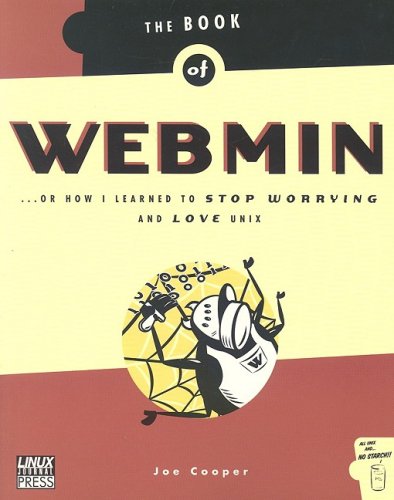 THE BOOK
of
WEBMIN
...OR HOW I LEARNED TO STOP WORRYING
AND LOVE UNIX
W
LINUX
JOURNAL
PRESS
Joe Cooper
ALL UNIX
AND...
NO STARCH!!